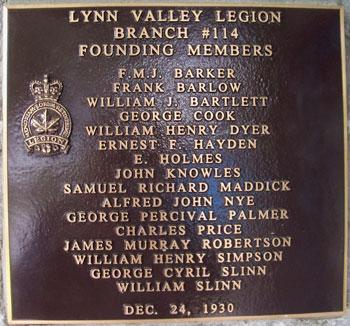 LYNN VALLEY LEGION
BRANCH #114
FOUNDING MEMBERS
F.M.J. BARKER
FRANK BARLOW
WILLIAM J. BARTLETT
GEORGE COOK
WILLIAM HENRY DYER
ERNEST F. HAYDEN
E. HOLMES
JOHN KNOWLES
SAMUEL RICHARD MADDICK
ALFRED JOHN NYE
GEORGE PERCIVAL PALMER
CHARLES PRICE
JAMES MURRAY ROBERTSON
WILLIAM HENRY SIMPSON
GEORGE CYRIL SLINN
WILLIAM SLINN
DEC. 24, 1930
LEGION